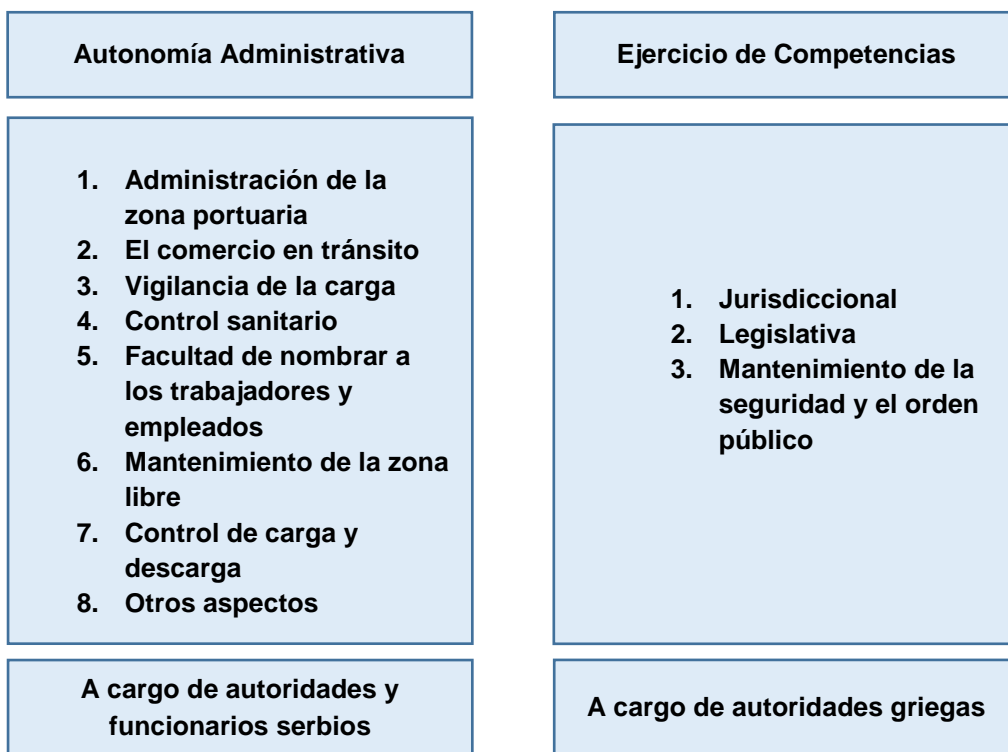 Autonomía Administrativa
1. Administración de la
zona portuaria
2. El comercio en tránsito
3. Vigilancia de la carga
4. Control sanitario
5. Facultad de nombrar a
los trabajadores y
empleados
6. Mantenimiento de la zona
libre
7. Control de carga y
descarga
8. Otros aspectos
A cargo de autoridades y
funcionarios serbios
Ejercicio de Competencias
1. Jurisdiccional
2. Legislativa
3. Mantenimiento de la
seguridad y el orden
público
A cargo de autoridades griegas